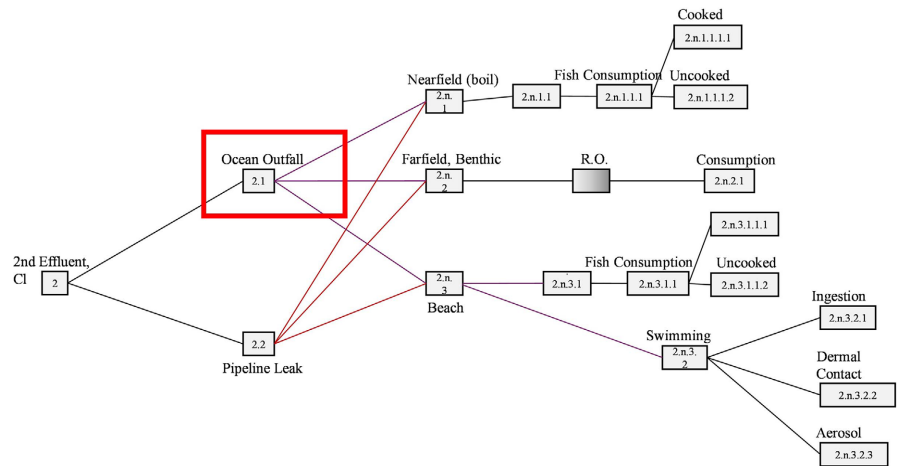 Cooked
2.n.1.1.1.1
Nearfield (boil)
Fish Consumption
Uncooked
2.n.
1
2.n.1.1
2.n.1.1.1
2.n.1.1.1.2
Ocean Outfall
Farfield, Benthic
R.O.
Consumption
2.1
2.n.
2
2.n.2.1
2.n.3.1.1.1
2nd Effluent,
Cl
2
2.n.
3
Beach
2.n.3.1
Fish Consumption
2.n.3.1.1
Uncooked
2.n.3.1.1.2
Ingestion
2.n.3.2.1
2.2
Pipeline Leak
Swimming
2.n.3.
2
Dermal
Contact
2.n.3.2.2
Aerosol
2.n.3.2.3